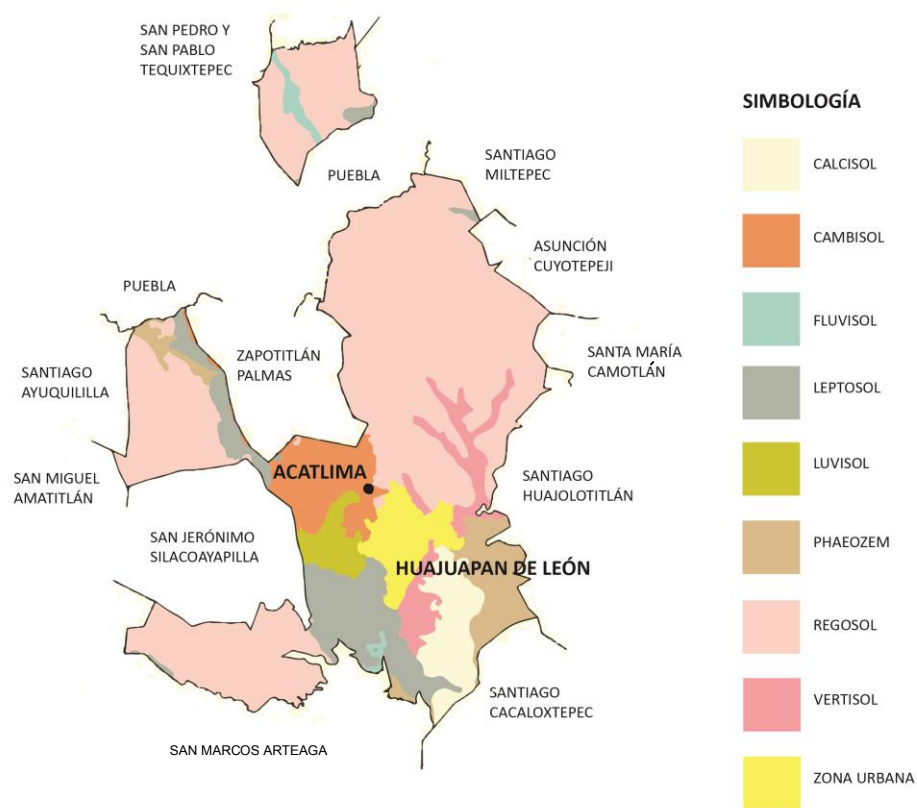 SAN PEDRO Y
SAN PABLO
TEQUIXTEPEC
PUEBLA
SANTIAGO
MILTEPEC
ASUNCIÓN
CUYOTEPEJI
PUEBLA
ZAPOTITLÁN
PALMAS
SANTIAGO
AYUQUILILLA
SANTA MARÍA
CAMOTLÁN
SAN MIGUEL
AMATITLÁN
ACATLIMA
SANTIAGO
HUAJOLOTITLÁN
SAN JERÓNIMO
SILACOAYAPILLA
HUAJUAPAN DE LEÓN
SANTIAGO
CACALOXTEPEC
SAN MARCOS ARTEAGA
SIMBOLOGÍA
CALCISOL
CAMBISOL
FLUVISOL
LEPTOSOL
LUVISOL
PHAEOZEM
REGOSOL
VERTISOL
ZONA URBANA